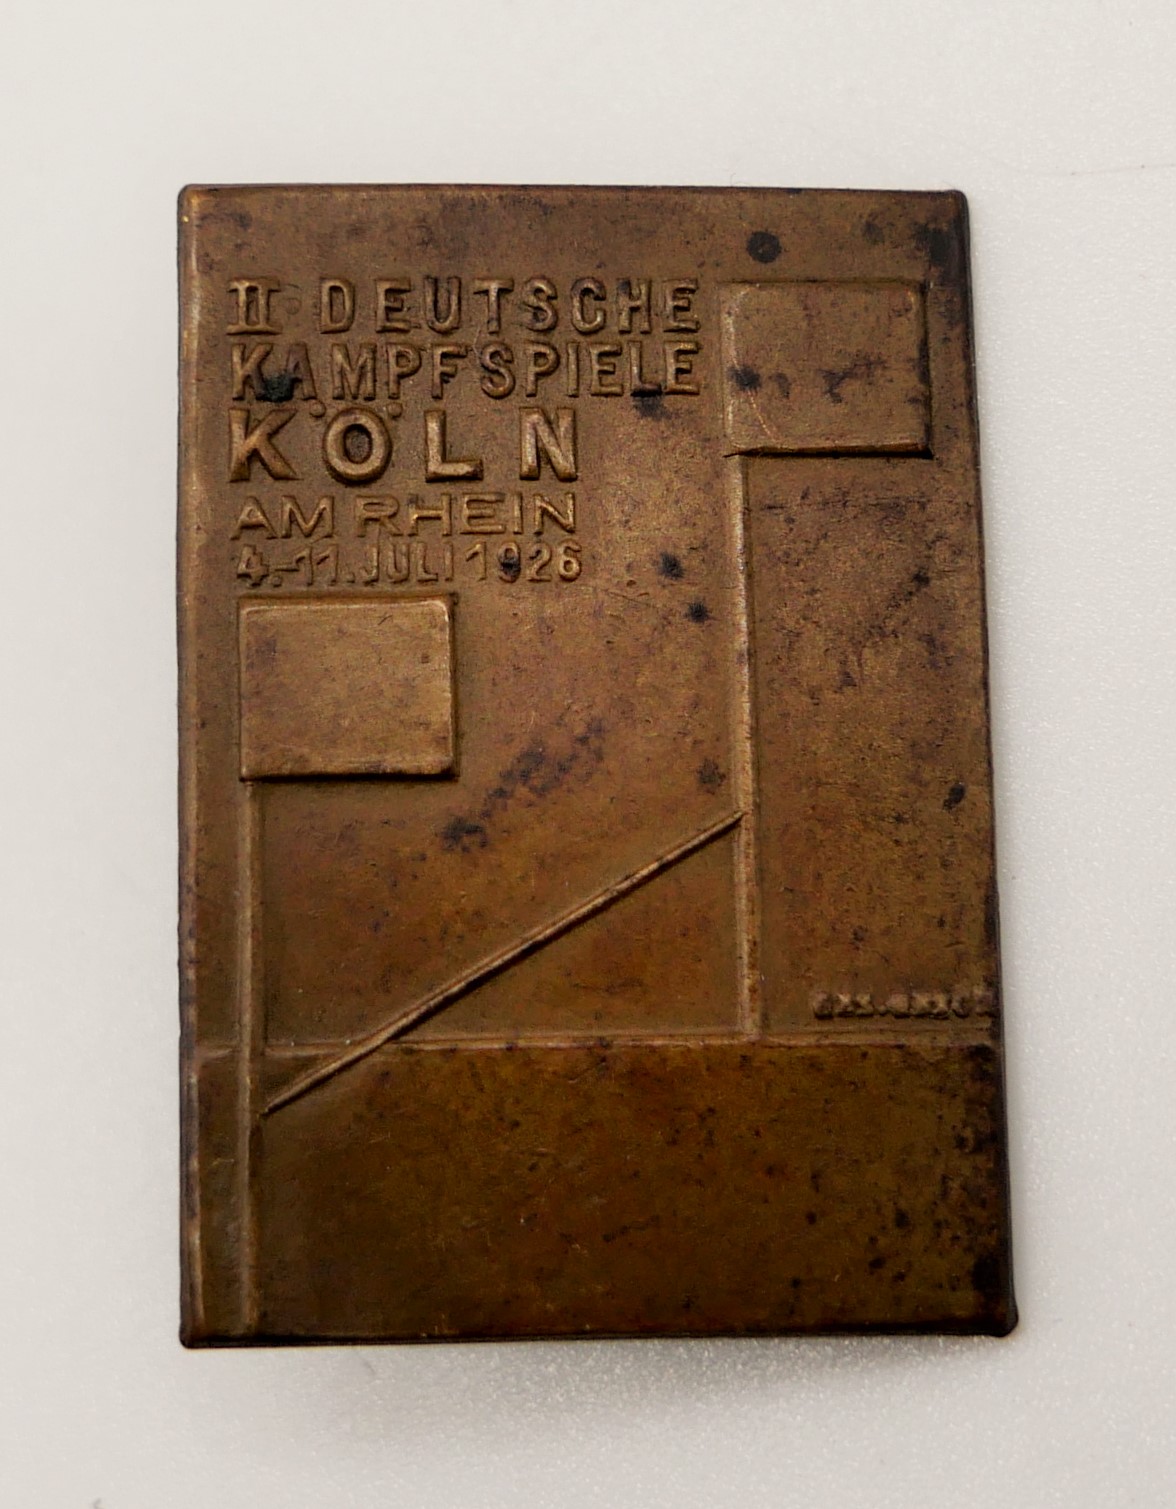 II DEUTSCHE
KAMPFSPIELE
KÖLN
AM RHEIN
4.-11. JULI 1926